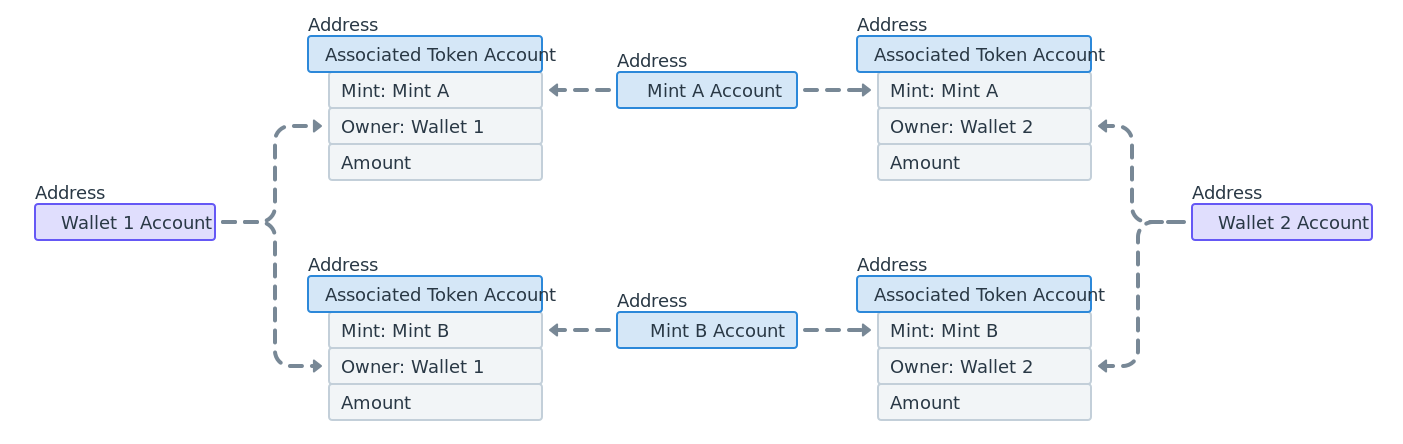 Address
Associated Token Account
Mint: Mint A
Owner: Wallet 1
Amount
Address
Mint A Account
Address
Associated Token Account
Mint: Mint A
Owner: Wallet 2
Amount
Address
Wallet 1 Account
Address
Wallet 2 Account
Address
Associated Token Account
Mint: Mint B
Owner: Wallet 1
Amount
Address
Mint B Account
Address
Associated Token Account
Mint: Mint B
Owner: Wallet 2
Amount